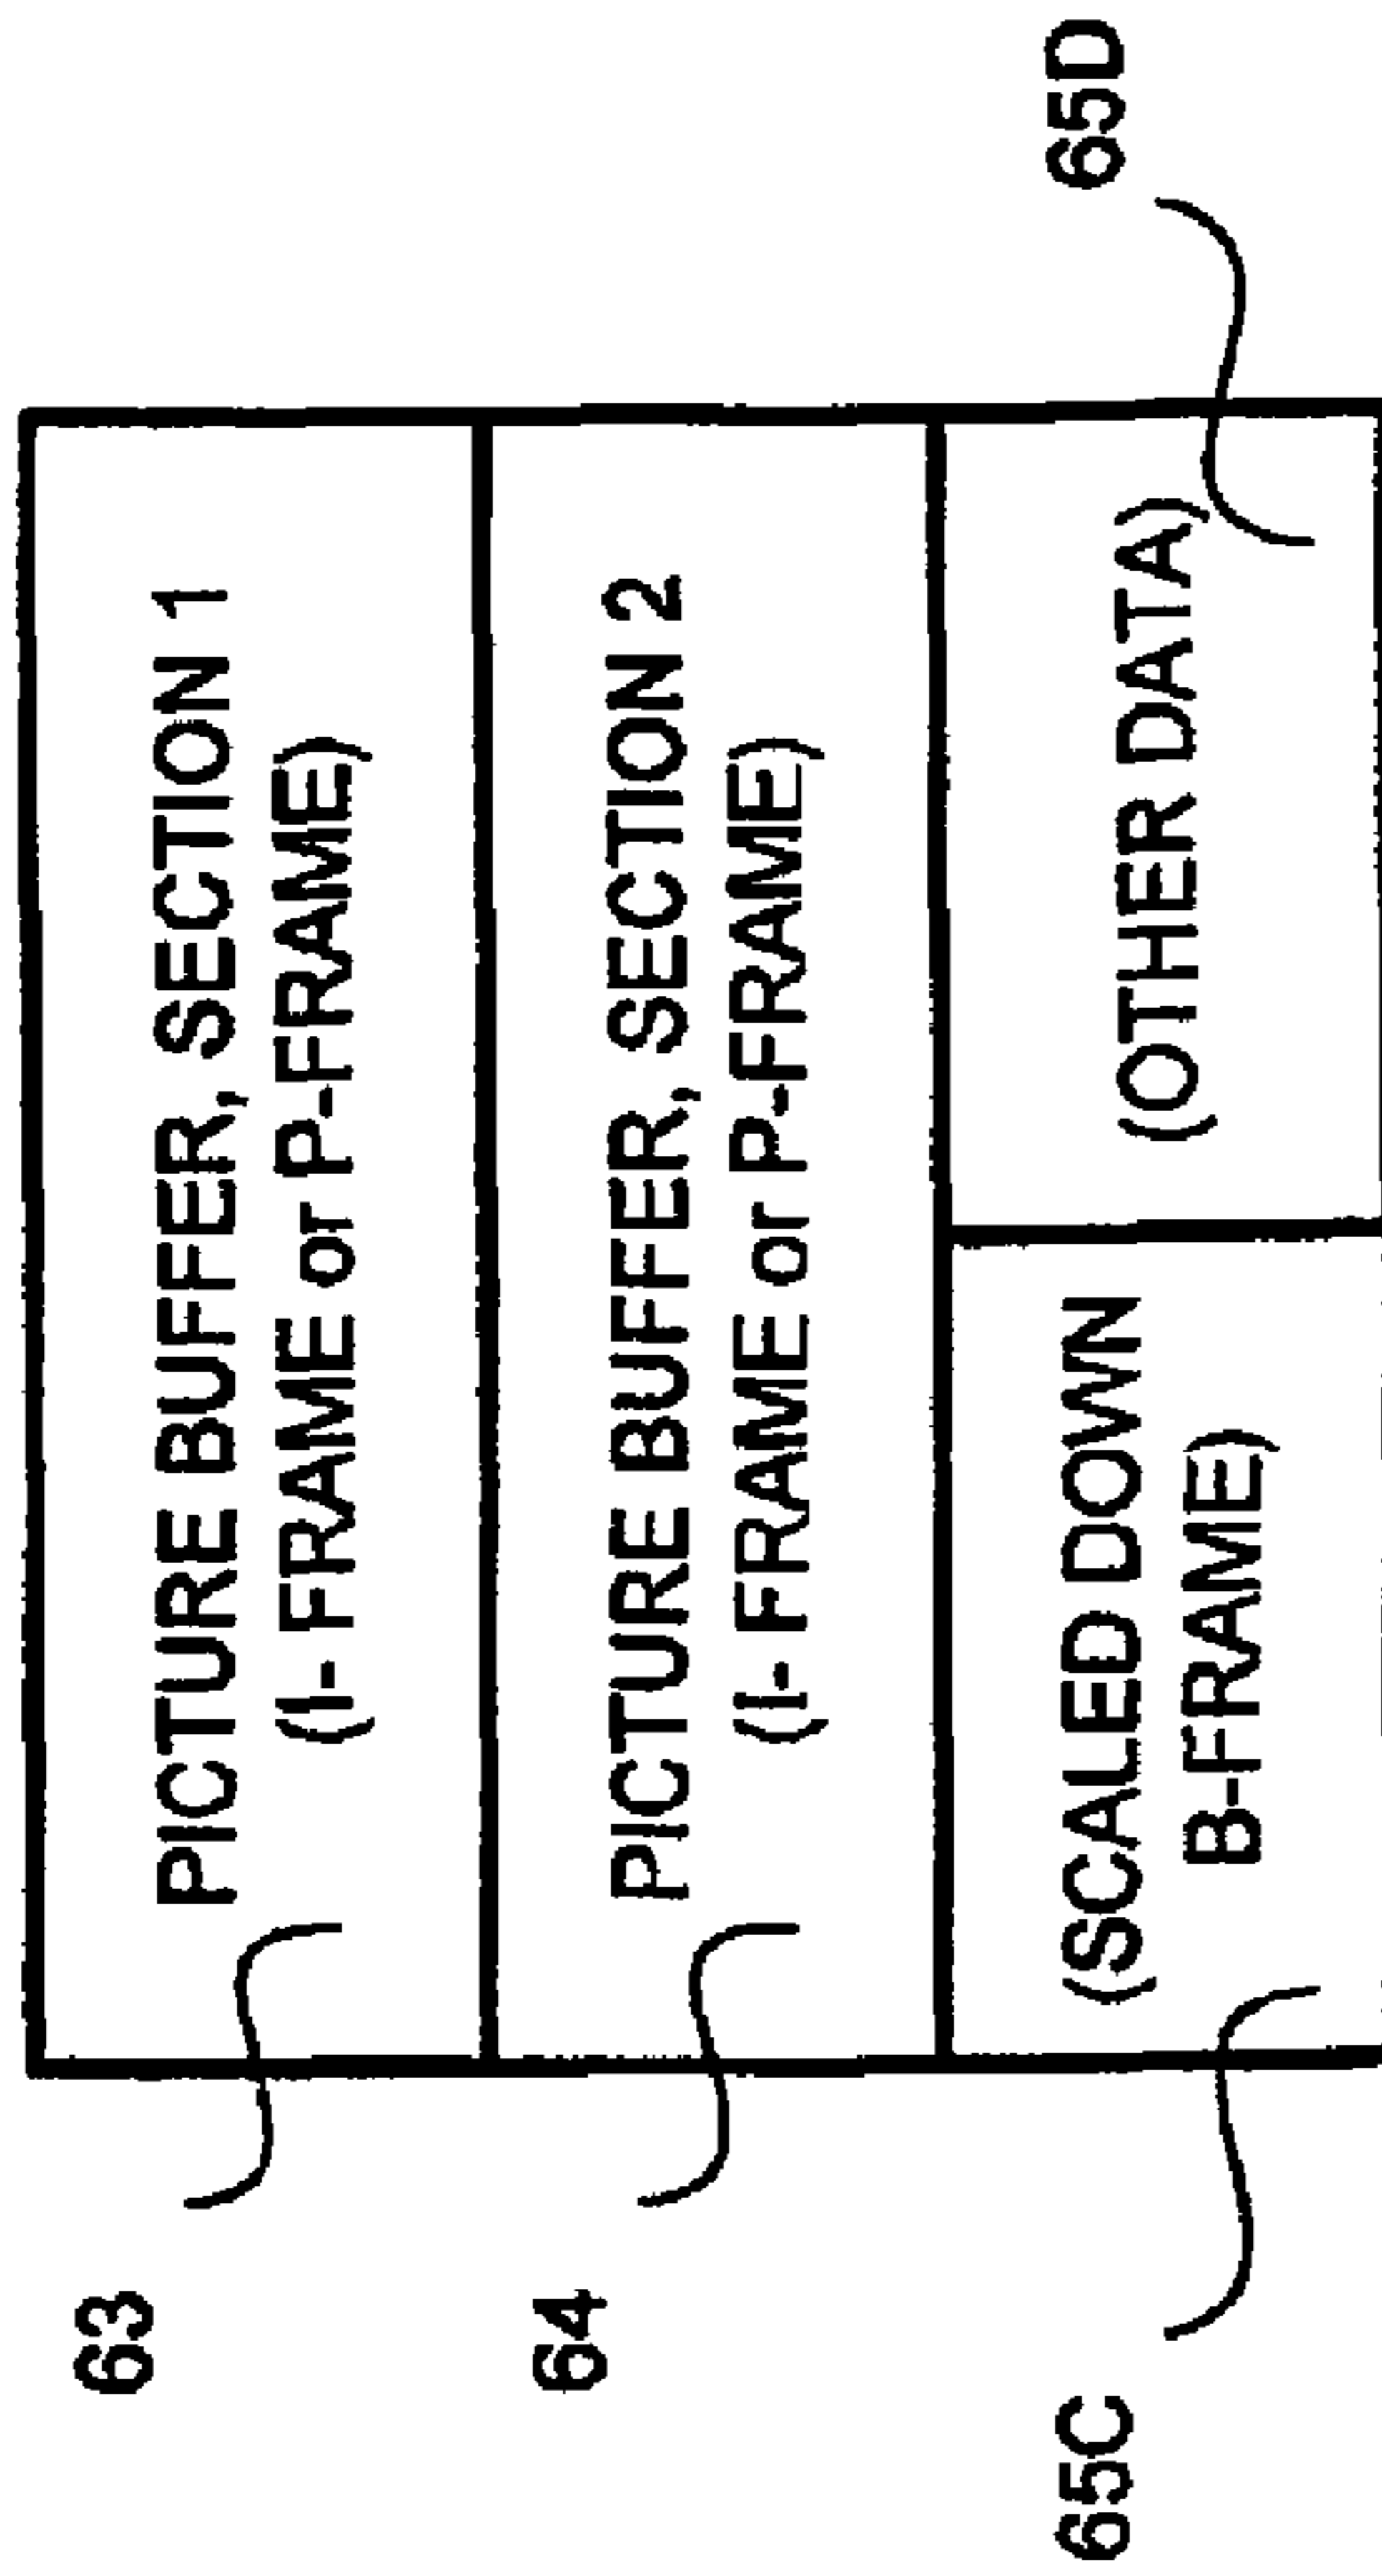 63
PICTURE BUFFER, SECTION 1
(I- FRAME or P-FRAME)
64
PICTURE BUFFER, SECTION 2
(I- FRAME or P-FRAME)
65C
(SCALED DOWN
B-FRAME)
(OTHER DATA)
65D